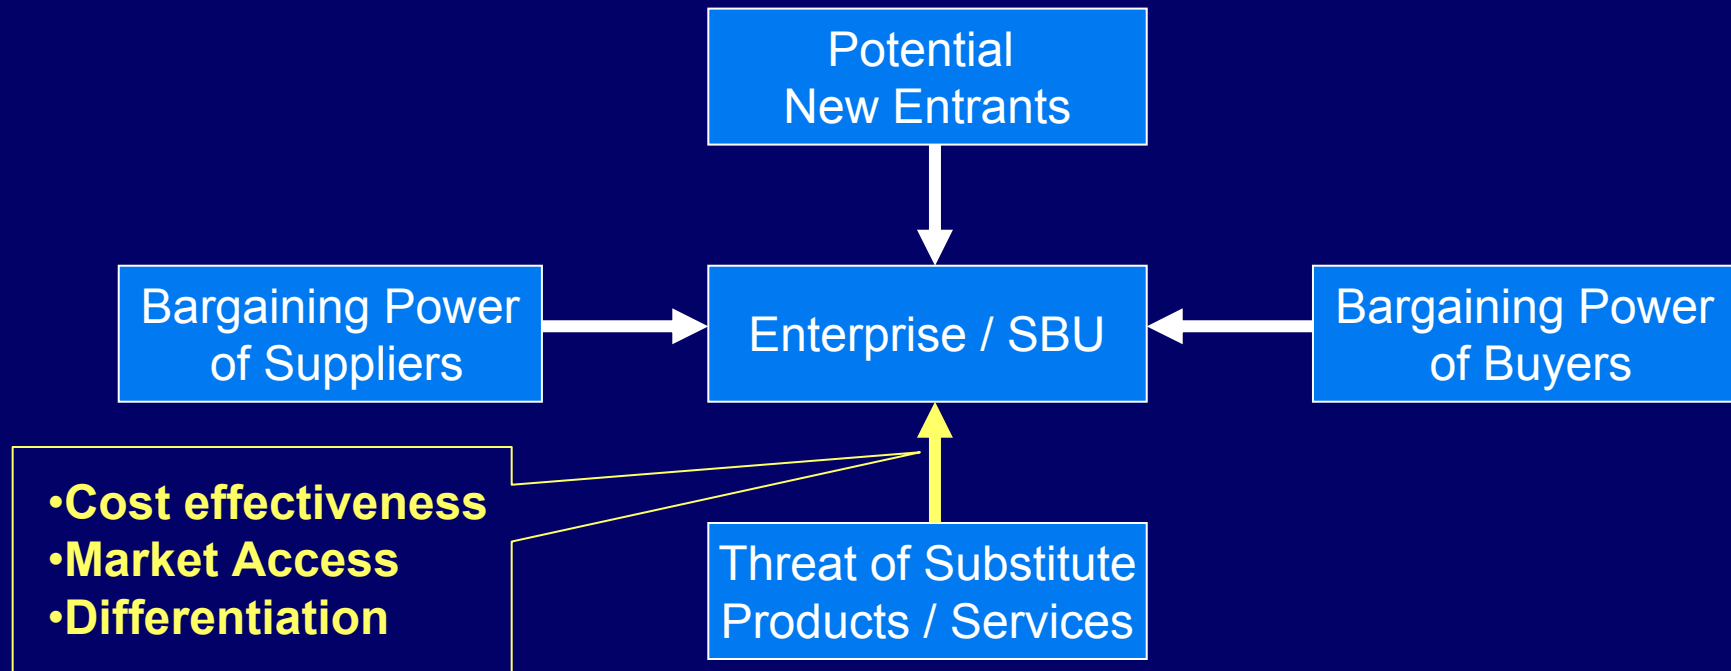 Potential
New Entrants
Bargaining Power
of Suppliers
Enterprise / SBU
Bargaining Power
of Buyers
•Cost effectiveness
•Market Access
•Differentiation
Threat of Substitute
Products / Services